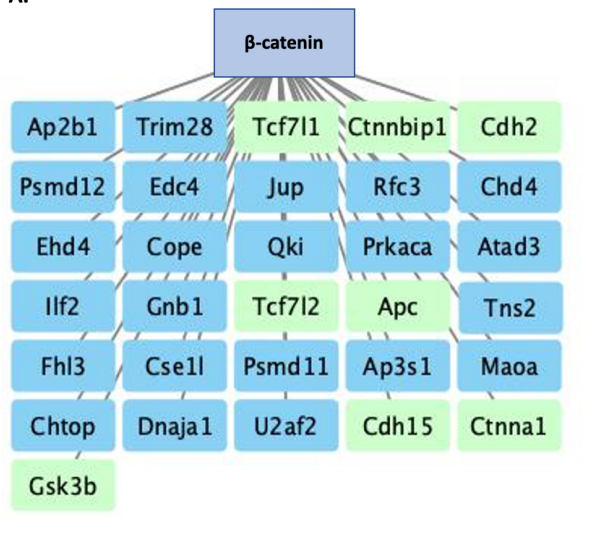 β-catenin
Ap2b1 Trim28 Tcf7l1 Ctnnbip1 Cdh2
Psmd12 Edc4 Jup Rfc3 Chd4
Ehd4 Cope Qki Prkaca Atad3
Ilf2 Gnb1 Tcf7l2 Apc Tns2
Fhl3 Cse1l Psmd11 Ap3s1 Maoa
Chtop Dnaja1 U2af2 Cdh15 Ctnna1
Gsk3b